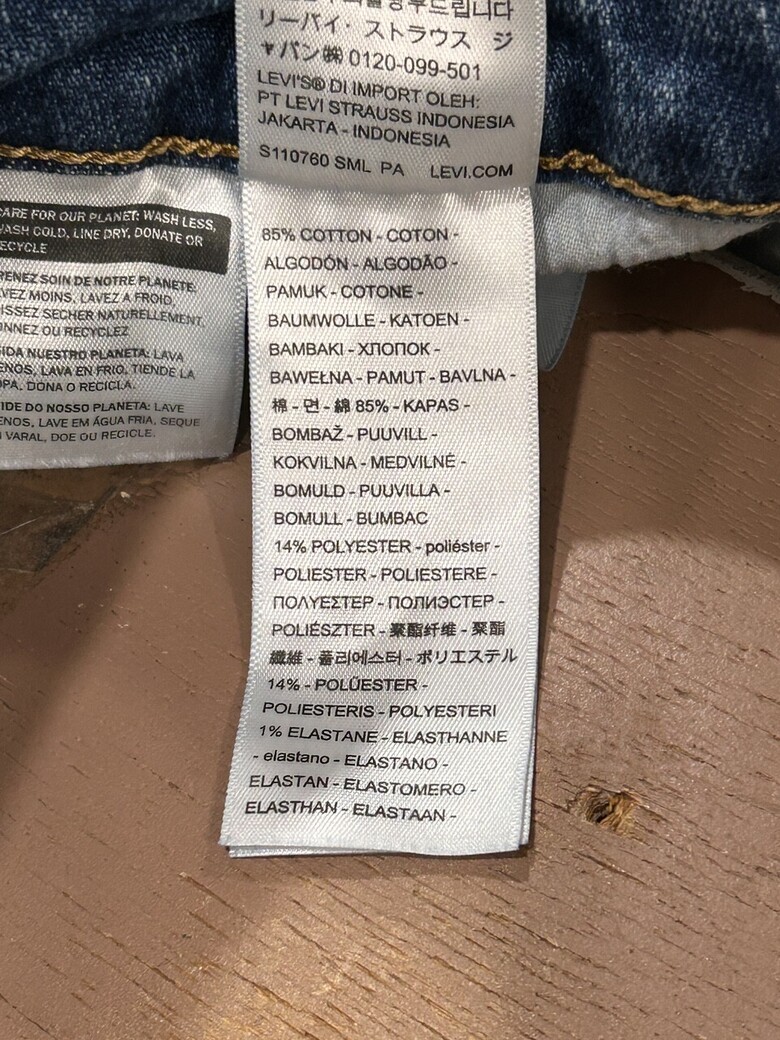 リーバイ・ストラウス ジ
ャパン㈱ 0120-099-501
LEVI'S® DI IMPORT OLEH:
PT LEVI STRAUSS INDONESIA
JAKARTA - INDONESIA
S110760 SML PA LEVI.COM
CARE FOR OUR PLANET: WASH LESS,
WASH COLD, LINE DRY, DONATE OR
RECYCLE
PRENEZ SOIN DE NOTRE PLANETE:
LAVEZ MOINS, LAVEZ A FROID,
LAISSEZ SECHER NATURELLEMENT,
DONNEZ OU RECYCLEZ
NUESTRO PLANETA: LAVA
MENOS, LAVA EN FRIO, TIENDE LA
ROPA, DONA O RECICLA.
DO NOSSO PLANETA: LAVE
MENOS, LAVE EM ÁGUA FRIA, SEQUE
VARAL, DOE OU RECICLE.
85% COTTON - COTON -
ALGODÓN - ALGODÃO -
PAMUK - COTONE -
BAUMWOLLE - KATOEN -
BAMBAKI - ХЛОПОК -
BAWEŁNA - PAMUT - BAVLNA -
棉 - 면 - 綿 85% - KAPAS -
BOMBAŽ - PUUVILL -
KOKVILNA - MEDVILNĖ -
BOMULD - PUUVILLA -
BOMULL - BUMBAC
14% POLYESTER - poliéster -
POLIESTER - POLIESTERE -
ΠΟΛΥΕΣΤΕΡ - ПОЛИЭСТЕР -
POLIÉSZTER - 聚酯纤维 - 聚酯
纖維 - 폴리에스터 - ポリエステル
14% - POLÜESTER -
POLIESTERIS - POLYESTERI
1% ELASTANE - ELASTHANNE
- elastano - ELASTANO -
ELASTAN - ELASTOMERO -
ELASTHAN - ELASTAAN -